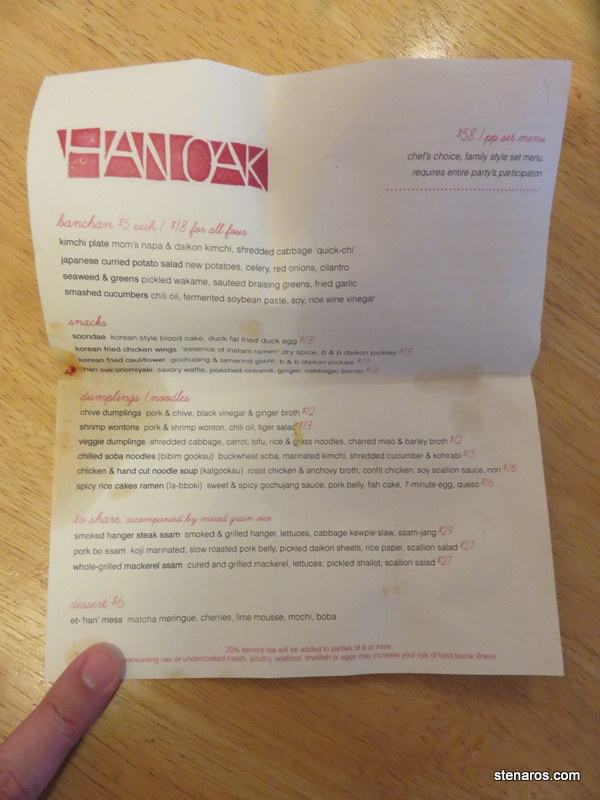 HAN OAK
$58 / pp set menu
chef's choice, family style set menu
requires entire party's participation
banchan $5 each / $18 for all four
kimchi plate mom's napa & daikon kimchi, shredded cabbage 'quick-chi'
japanese curried potato salad new potatoes, celery, red onions, cilantro
seaweed & greens pickled wakame, sauteed braising greens, fried garlic
smashed cucumbers chili oil, fermented soybean paste, soy, rice wine vinegar
snacks
soondae korean style blood cake, duck fat fried duck egg $13
korean fried chicken wings 'essence of instant ramen' dry spice, b & b daikon pickles $13
korean fried cauliflower gochujang & tamarind glaze, b & b daikon pickles $13
'han oak'onomiyaki savory waffle, poached octopus, ginger, cabbage, bonito $13
dumplings / noodles
chive dumplings pork & chive, black vinegar & ginger broth $12
shrimp wontons pork & shrimp wonton, chili oil, tiger salad $13
veggie dumplings shredded cabbage, carrot, tofu, rice & glass noodles, charred miso & barley broth $12
chilled soba noodles (bibim gooksu) buckwheat soba, marinated kimchi, shredded cucumber & kohlrabi $15
chicken & hand cut noodle soup (kalgooksu) roast chicken & anchovy broth, confit chicken, soy scallion sauce, nori $16
spicy rice cakes ramen (la-bboki) sweet & spicy gochujang sauce, pork belly, fish cake, 7-minute egg, queso $16
to share, accompanied by mixed grain rice
smoked hanger steak ssam smoked & grilled hanger, lettuces, cabbage kewpie slaw, ssam-jang $29
pork bo ssam koji marinated, slow roasted pork belly, pickled daikon sheets, rice paper, scallion salad $27
whole-grilled mackerel ssam cured and grilled mackerel, lettuces, pickled shallot, scallion salad $27
dessert $6
et-'han' mess matcha meringue, cherries, lime mousse, mochi, boba
20% service fee will be added to parties of 6 or more
consuming raw or undercooked meats, poultry, seafood, shellfish or eggs may increase your risk of food borne illness
stenaros.com